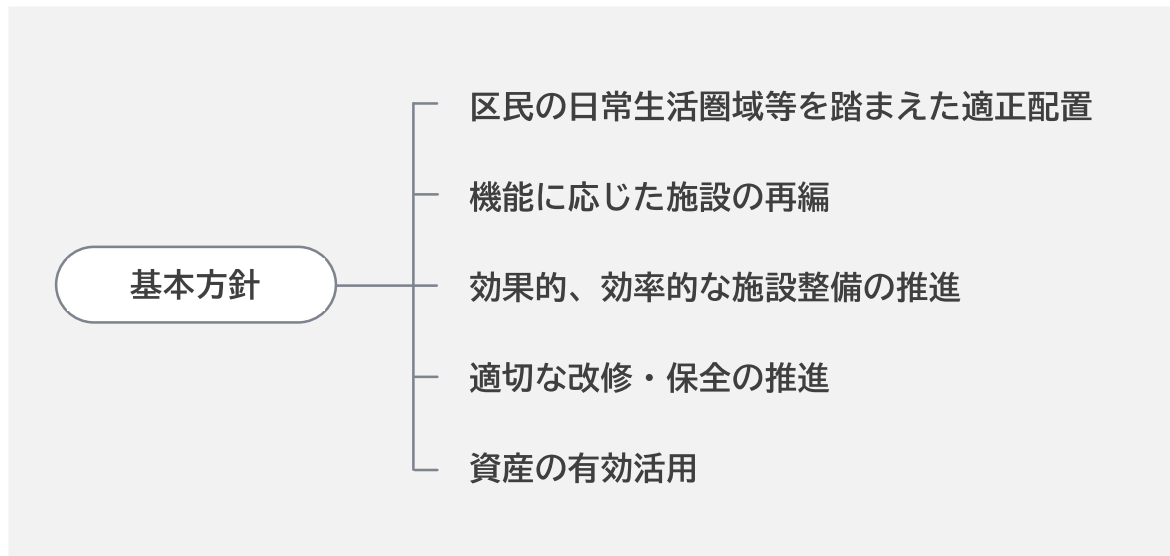 区民の日常生活圏域等を踏まえた適正配置
機能に応じた施設の再編
基本方針
効果的、効率的な施設整備の推進
適切な改修・保全の推進
資産の有効活用